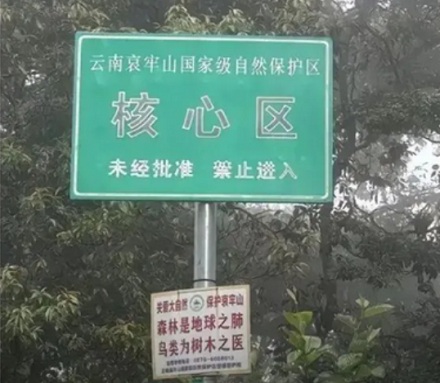 云南哀牢山国家级自然保护区
核心区
未经批准 禁止进入
关爱大自然 保护哀牢山
森林是地球之肺
鸟类为树木之医